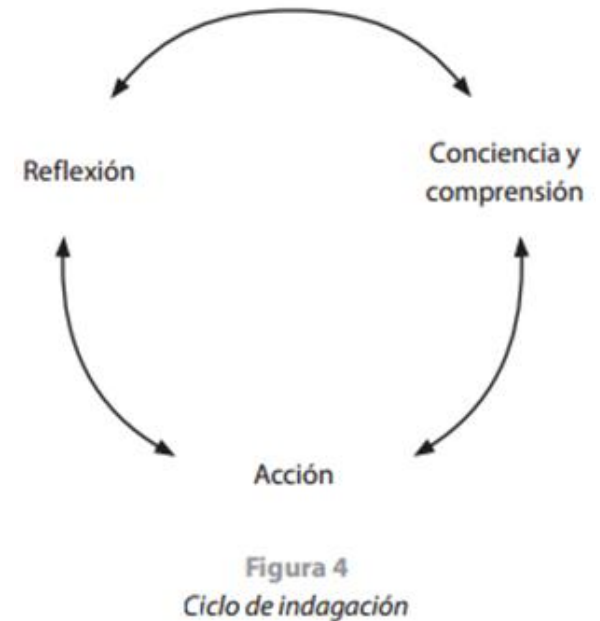 Reflexión
Conciencia y
comprensión
Acción
Figura 4
Ciclo de indagación